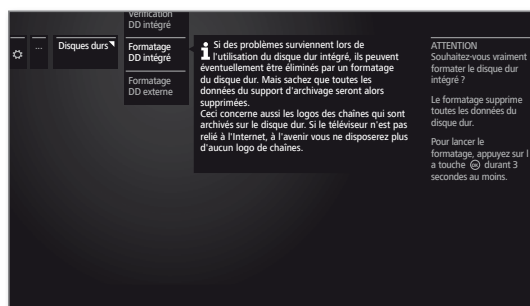 Vérification
DD intégré
...
Disques durs
Formatage
DD intégré
Formatage
DD externe
Si des problèmes surviennent lors de
l'utilisation du disque dur intégré, ils peuvent
éventuellement être éliminés par un formatage
du disque dur. Mais sachez que toutes les
données du support d'archivage seront alors
supprimées.
Ceci concerne aussi les logos des chaînes qui sont
archivés sur le disque dur. Si le téléviseur n'est pas
relié à l'Internet, à l'avenir vous ne disposerez plus
d'aucun logo de chaînes.
ATTENTION
Souhaitez-vous vraiment
formater le disque dur
intégré ?
Le formatage supprime
toutes les données du
disque dur.
Pour lancer le
formatage, appuyez sur l
a touche OK durant 3
secondes au moins.